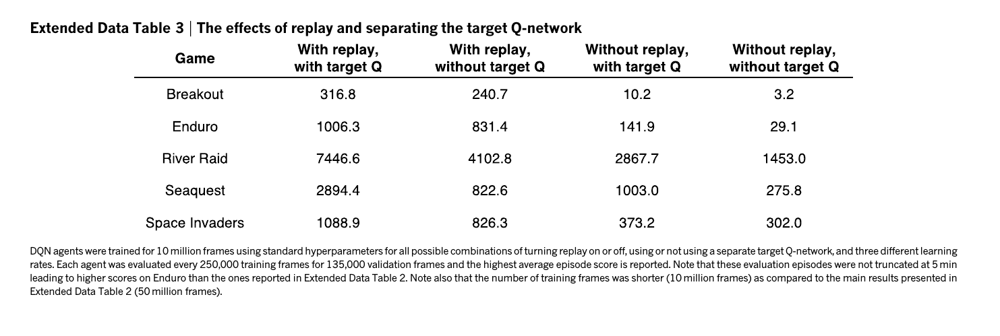 Extended Data Table 3 | The effects of replay and separating the target Q-network
Game With replay, with target Q With replay, without target Q Without replay, with target Q Without replay, without target Q
Breakout 316.8 240.7 10.2 3.2
Enduro 1006.3 831.4 141.9 29.1
River Raid 7446.6 4102.8 2867.7 1453.0
Seaquest 2894.4 822.6 1003.0 275.8
Space Invaders 1088.9 826.3 373.2 302.0
DQN agents were trained for 10 million frames using standard hyperparameters for all possible combinations of turning replay on or off, using or not using a separate target Q-network, and three different learning
rates. Each agent was evaluated every 250,000 training frames for 135,000 validation frames and the highest average episode score is reported. Note that these evaluation episodes were not truncated at 5 min
leading to higher scores on Enduro than the ones reported in Extended Data Table 2. Note also that the number of training frames was shorter (10 million frames) as compared to the main results presented in
Extended Data Table 2 (50 million frames).